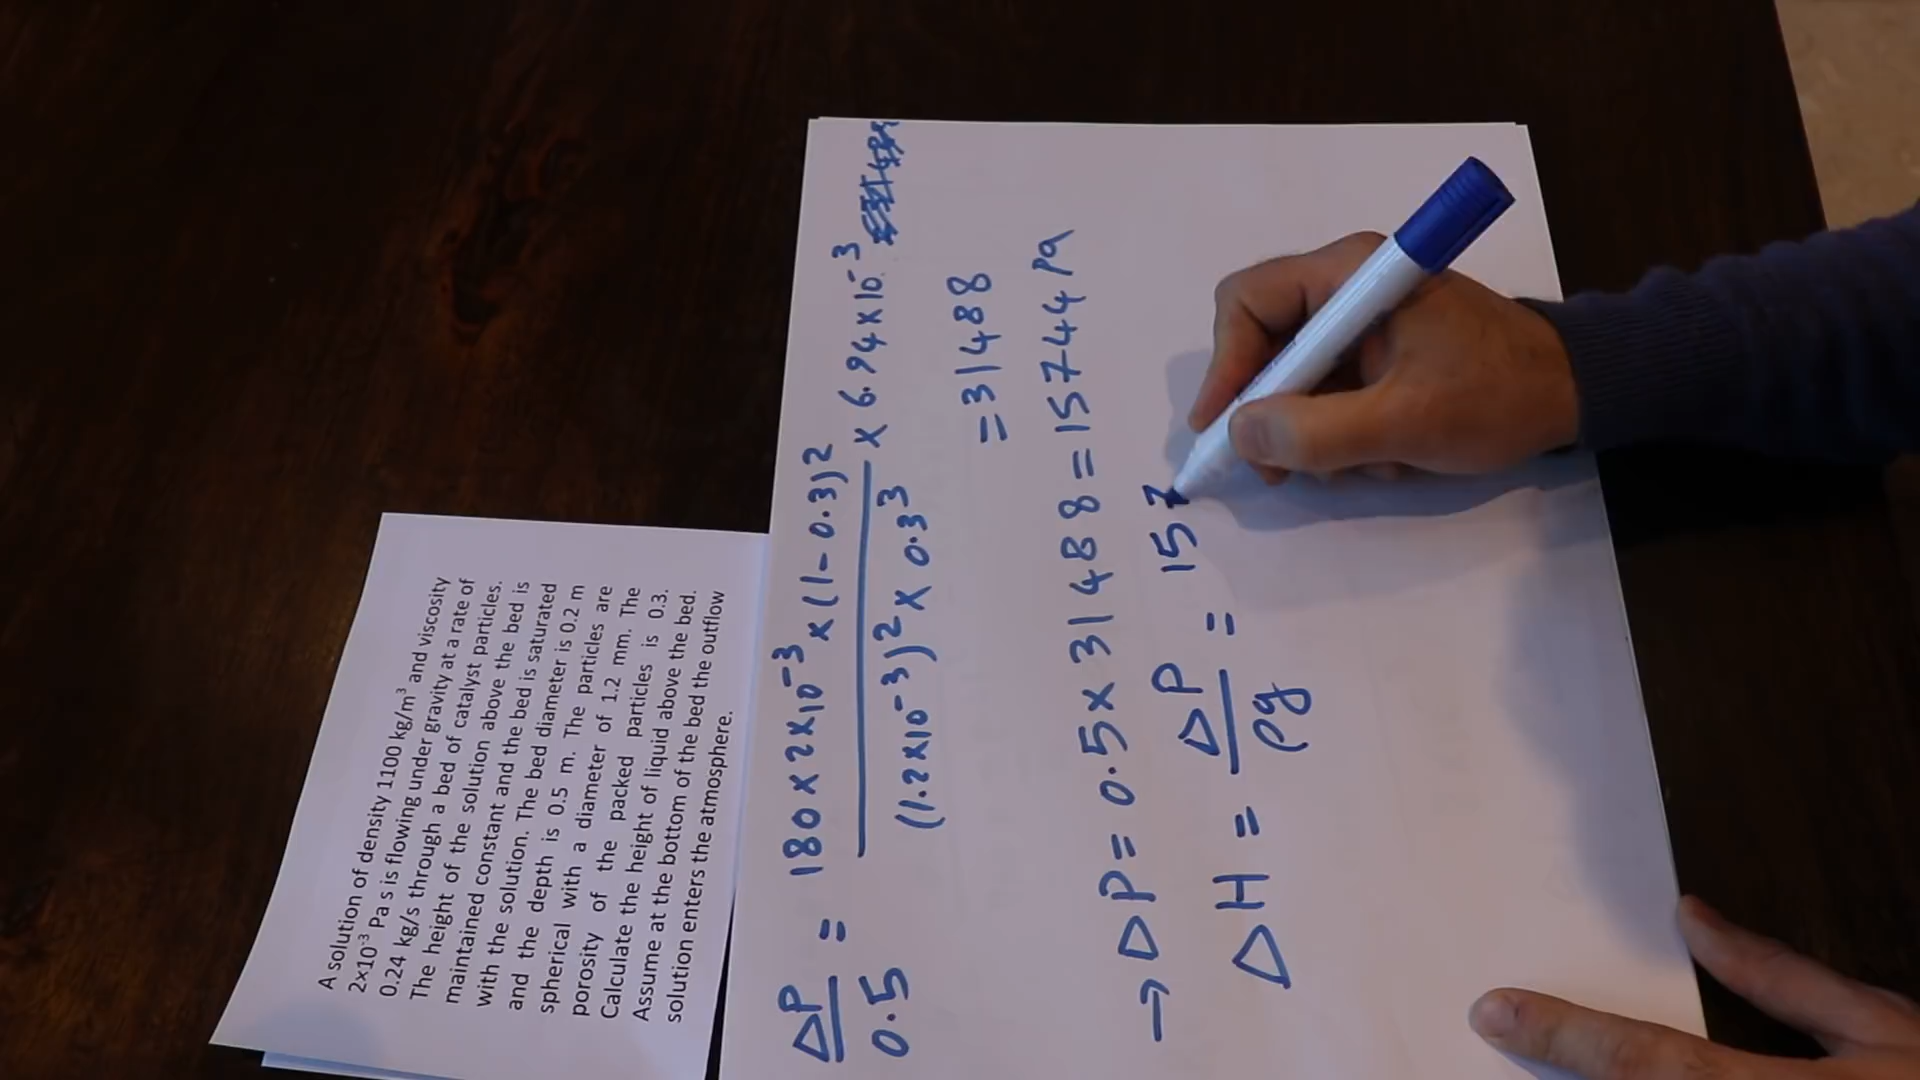 A solution of density 1100 kg/m³ and viscosity
2×10⁻³ Pa s is flowing under gravity at a rate of
0.24 kg/s through a bed of catalyst particles.
The height of the solution above the bed is
maintained constant and the bed is saturated
with the solution. The bed diameter is 0.2 m
and the depth is 0.5 m. The particles are
spherical with a diameter of 1.2 mm. The
porosity of the packed particles is 0.3.
Calculate the height of liquid above the bed.
Assume at the bottom of the bed the outflow
solution enters the atmosphere.
ΔP/0.5 = 180×2×10⁻³×(1-0.3)²/(1.2×10⁻³)²×0.3³ × 6.94×10⁻³
=31488
→ΔP=0.5×31488=15744 Pa
ΔH = ΔP/ρg = 157